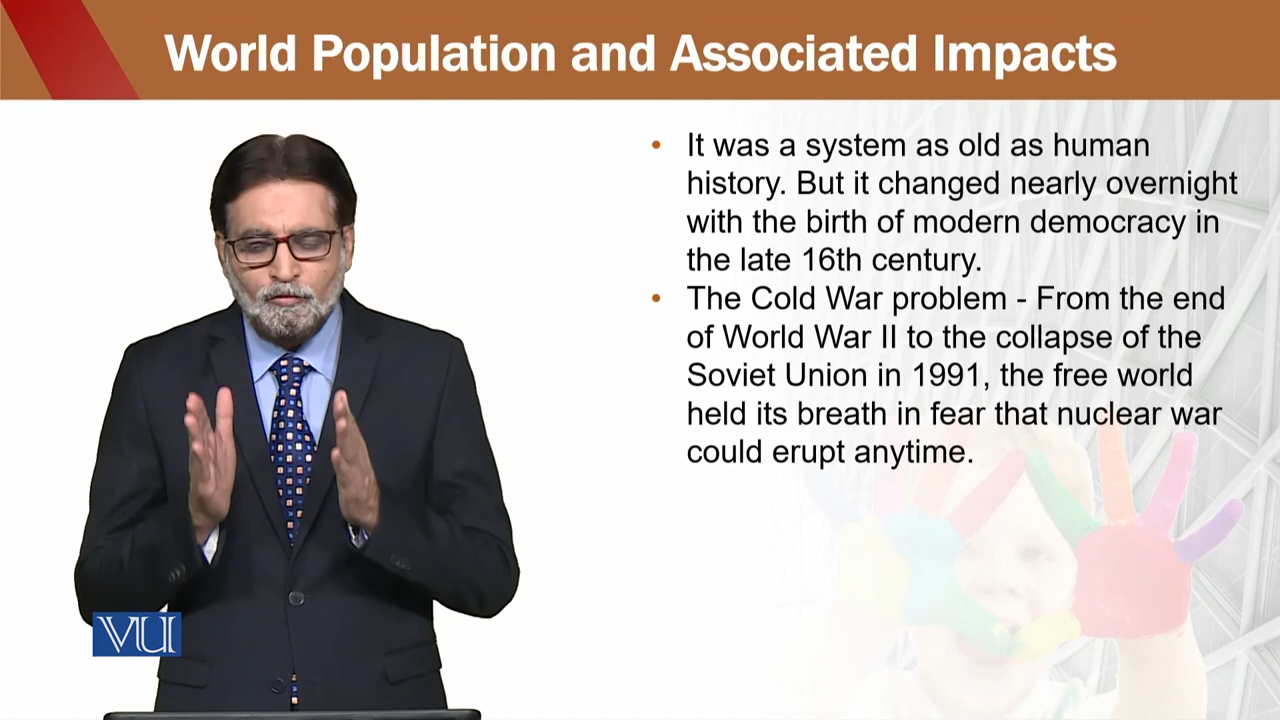 World Population and Associated Impacts
• It was a system as old as human
history. But it changed nearly overnight
with the birth of modern democracy in
the late 16th century.
• The Cold War problem - From the end
of World War II to the collapse of the
Soviet Union in 1991, the free world
held its breath in fear that nuclear war
could erupt anytime.
VU